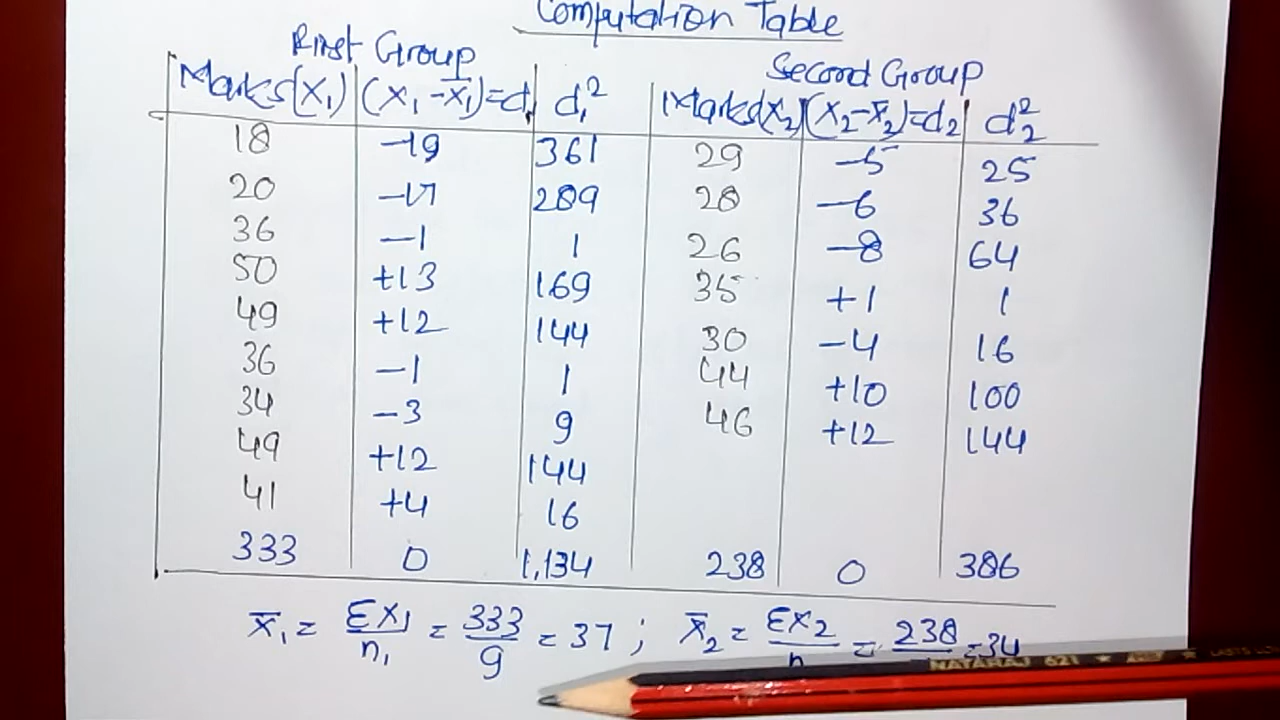 Computation Table
First Group Second Group
Marks(X₁) (X₁-X̄₁)=d₁ d₁² Marks(X₂) (X₂-X̄₂)=d₂ d₂²
18 -19 361 29 -5 25
20 -17 289 28 -6 36
36 -1 1 26 -8 64
50 +13 169 35 +1 1
49 +12 144 30 -4 16
36 -1 1 44 +10 100
34 -3 9 46 +12 144
49 +12 144
41 +4 16
333 0 1,134 238 0 386
X̄₁ = ΣX₁/n₁ = 333/9 = 37 ; X̄₂ = ΣX₂/n = 238 = 34
NATARAJ 621